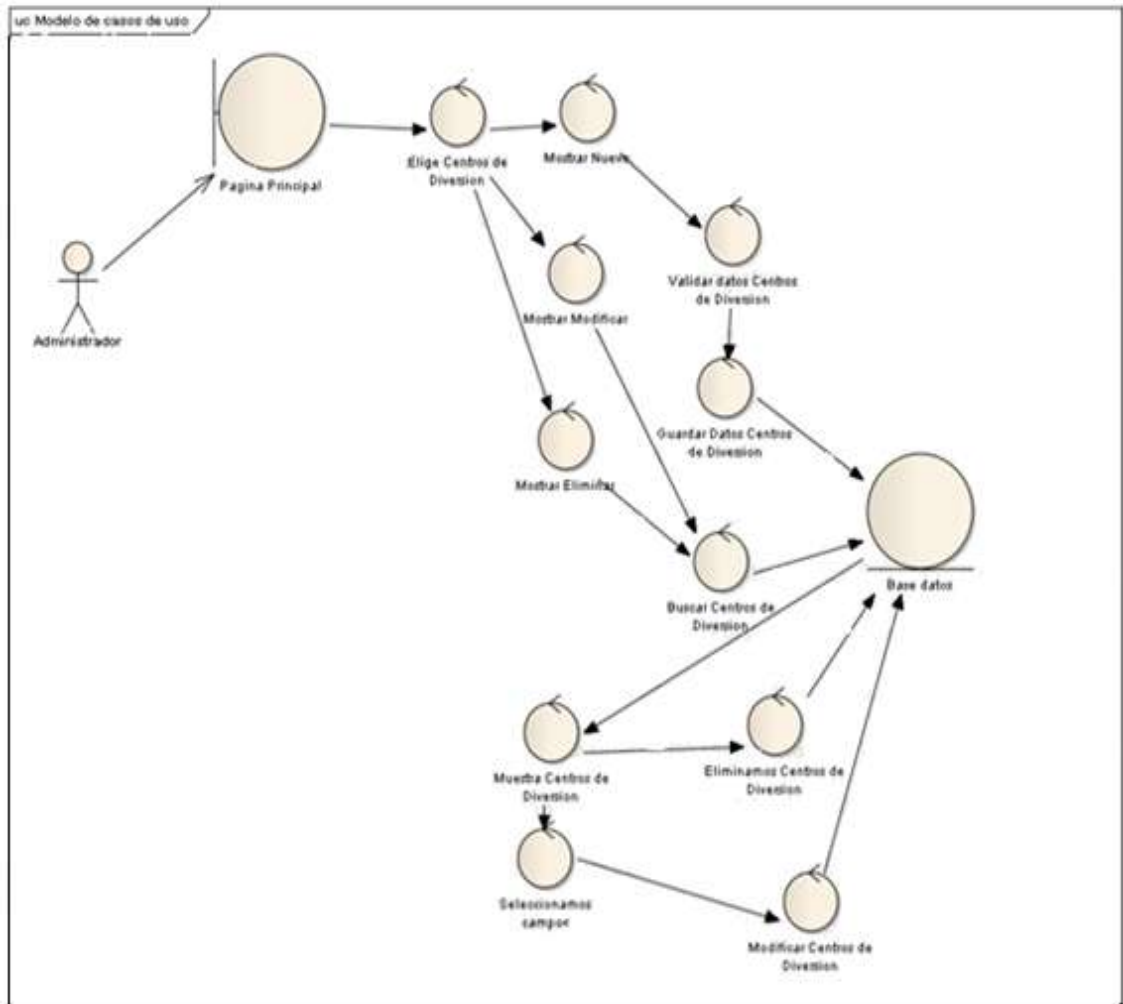 uc Modelo de casos de uso
Pagina Principal
Elige Centros de
Diversion
Mostrar Nuevo
Administrador
Mostrar Modificar
Validar datos Centros
de Diversion
Guardar Datos Centros
de Diversion
Mostrar Eliminar
Base datos
Buscar Centros de
Diversion
Muestra Centros de
Diversion
Eliminamos Centros de
Diversion
Seleccionamos
campos
Modificar Centros de
Diversion